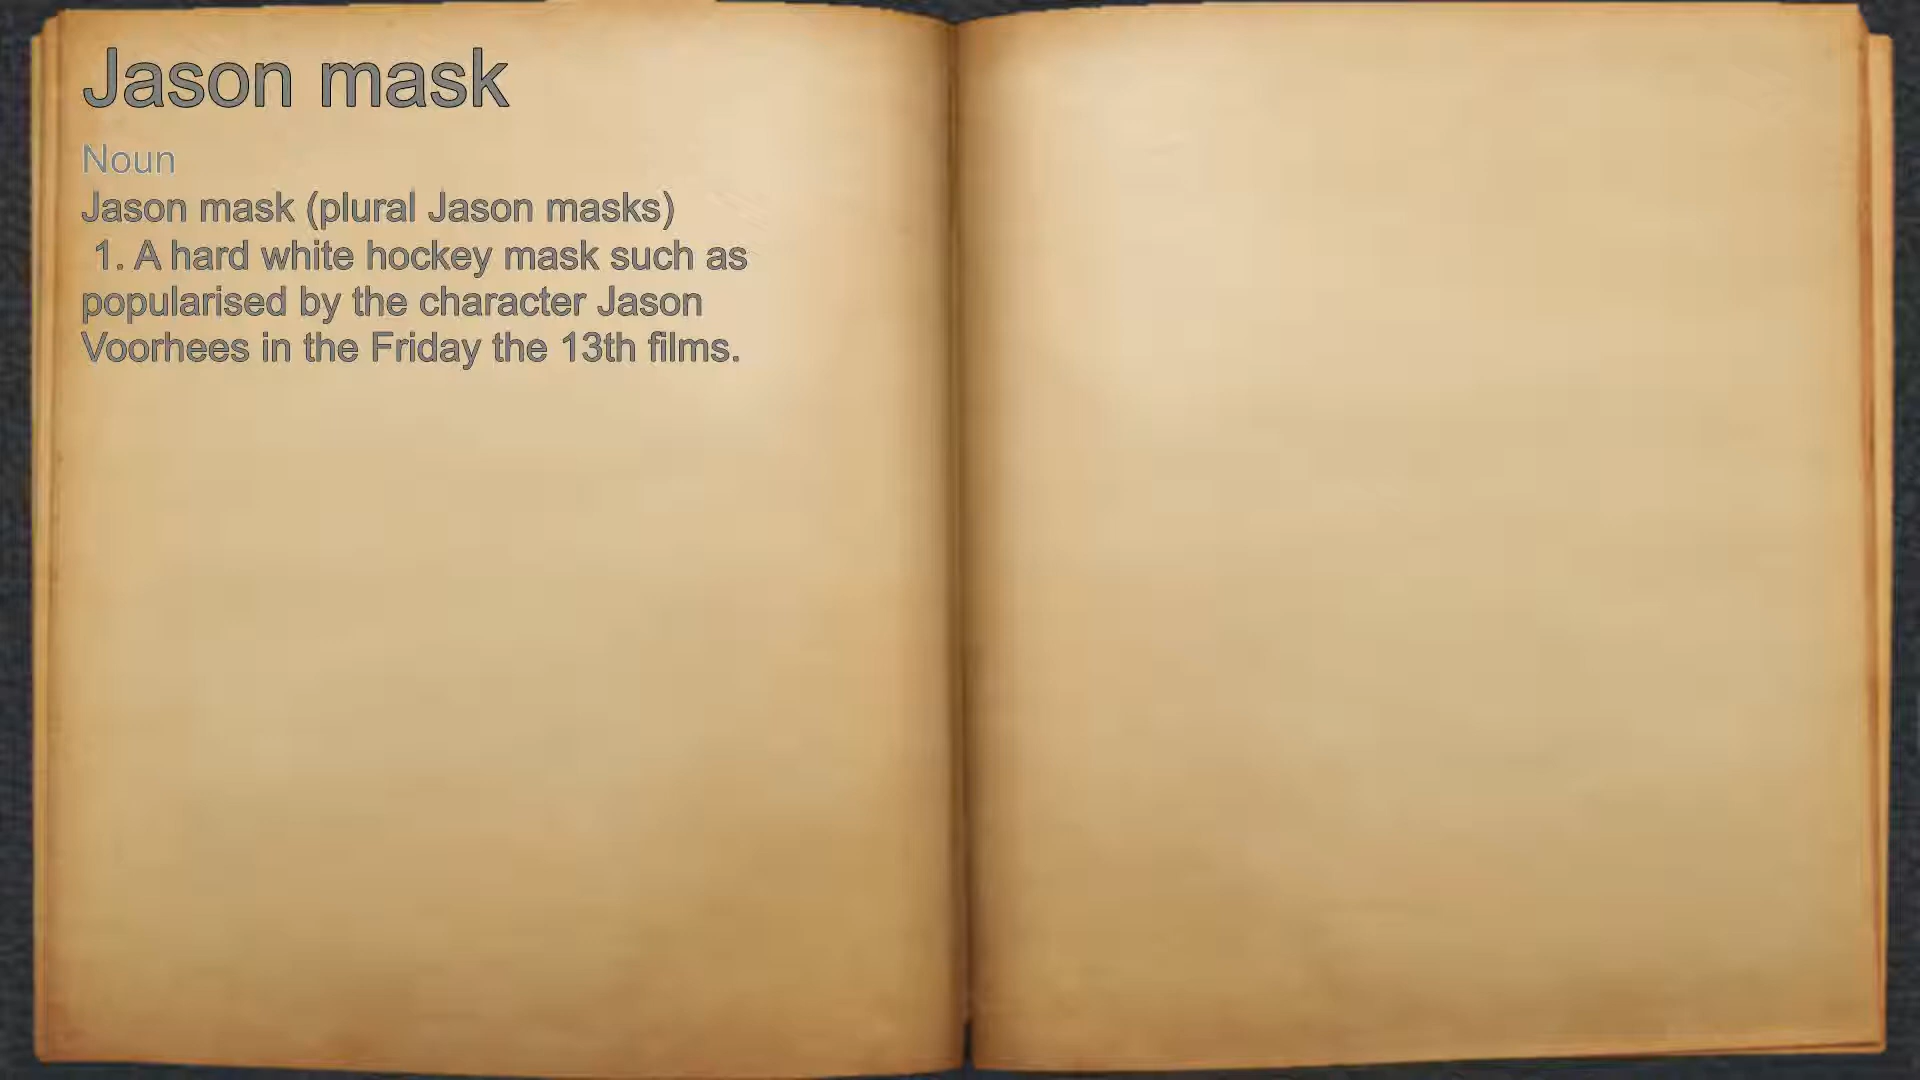 Jason mask
Noun
Jason mask (plural Jason masks)
1. A hard white hockey mask such as
popularised by the character Jason
Voorhees in the Friday the 13th films.